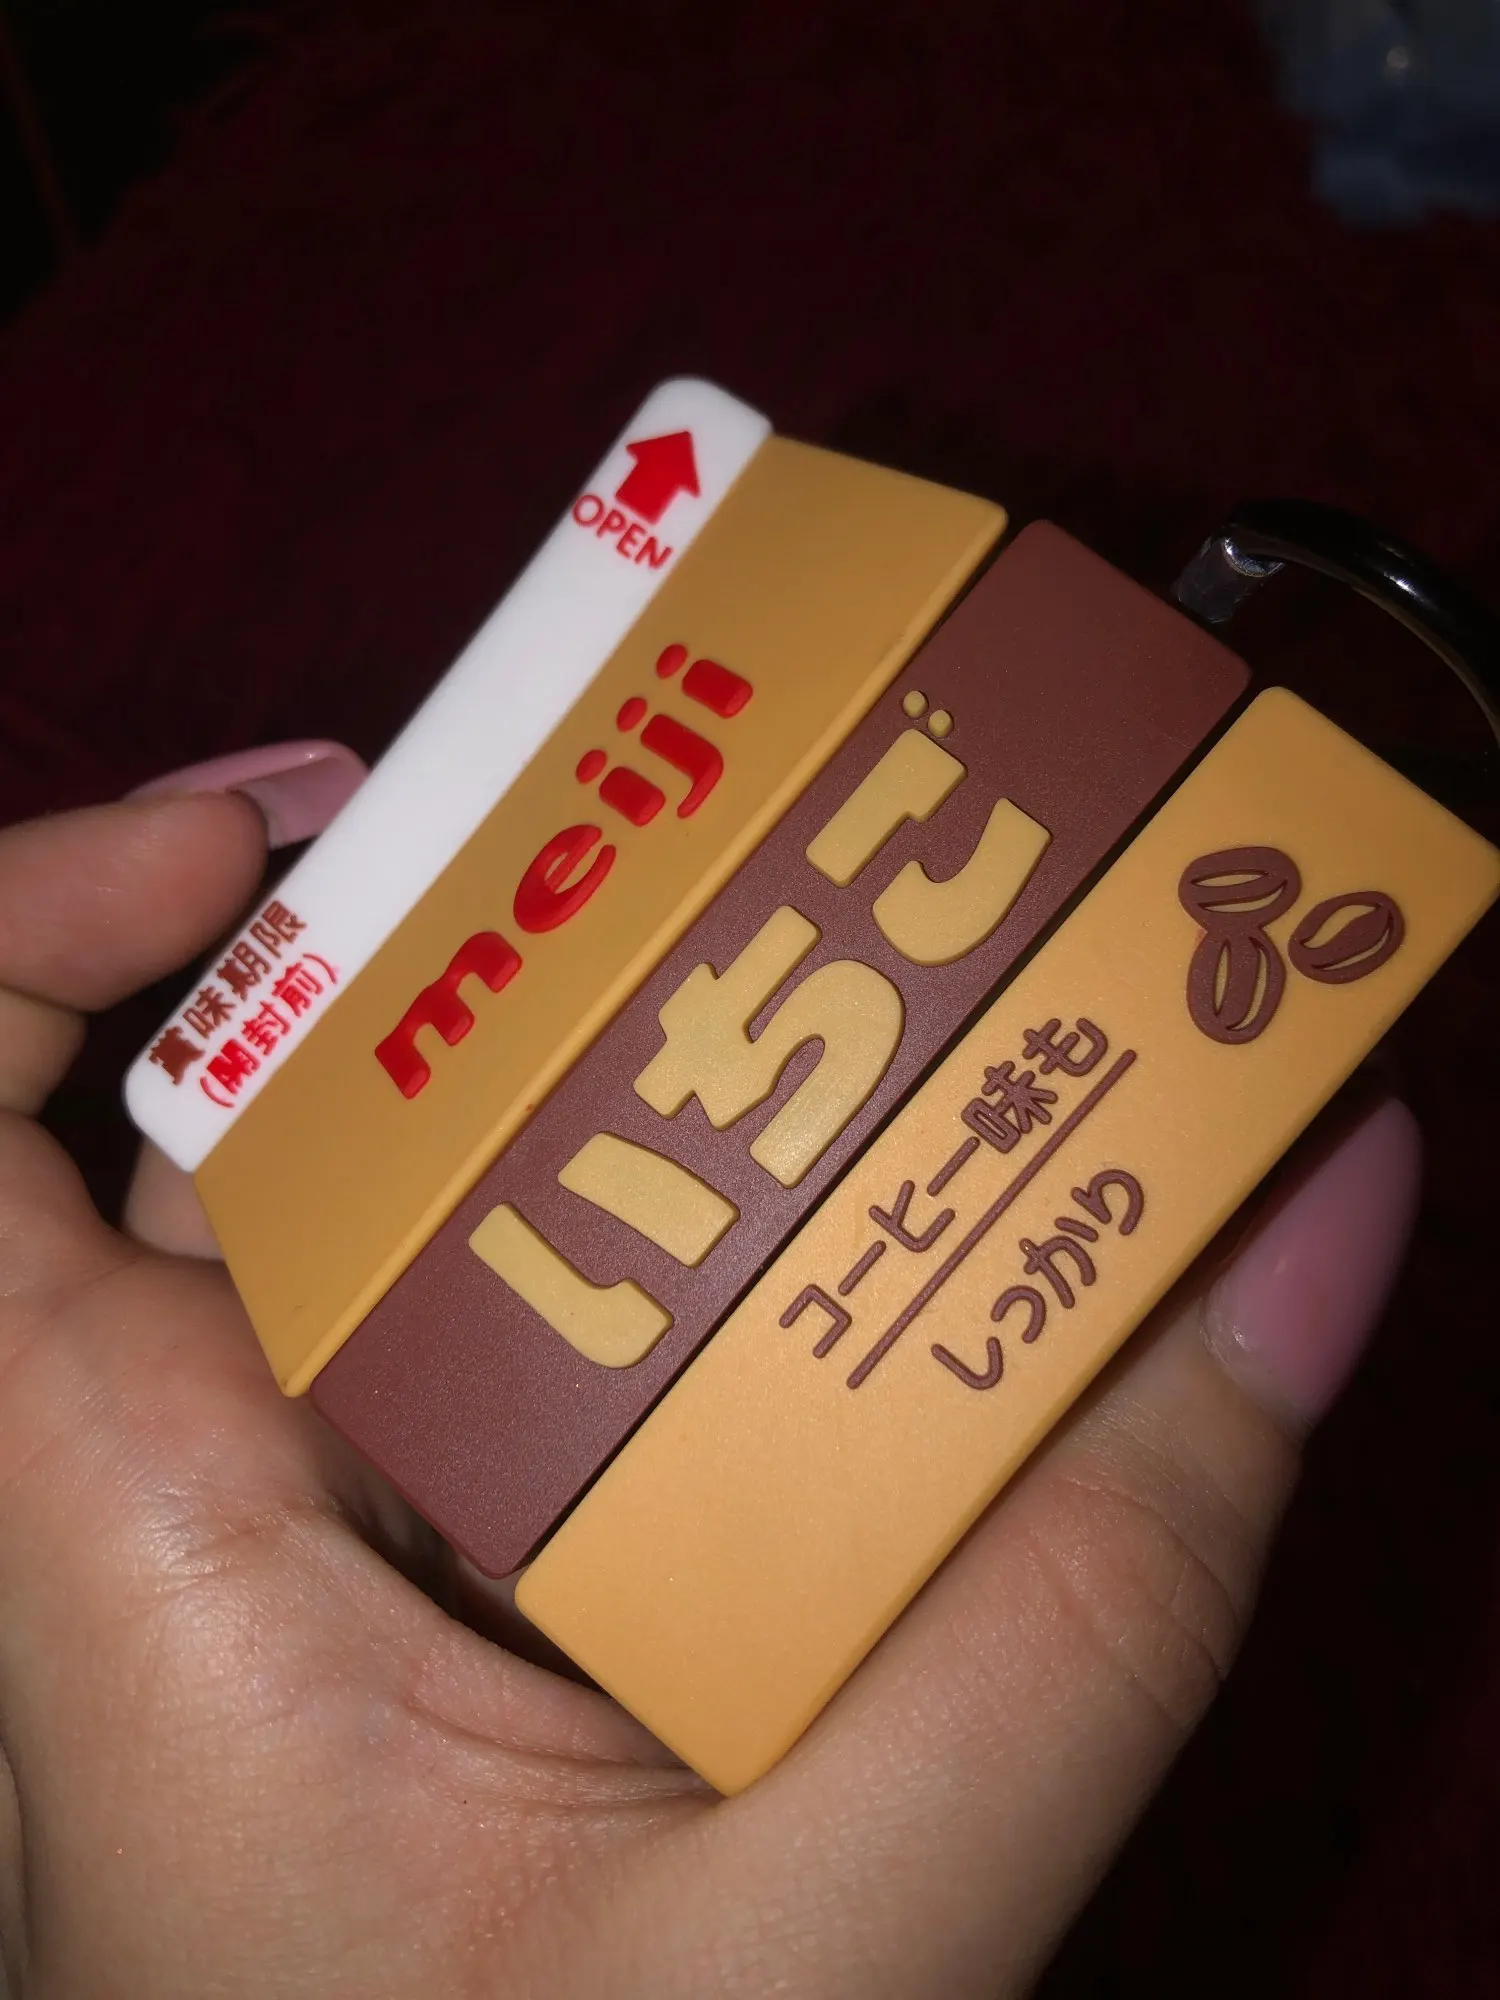 OPEN
賞味期限
(開封前)
meiji
いちご
コーヒー味も
しっかり